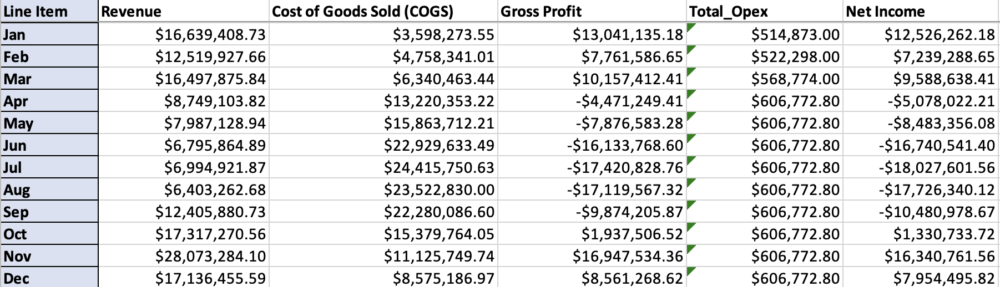 Line Item Revenue Cost of Goods Sold (COGS) Gross Profit Total_Opex Net Income
Jan $16,639,408.73 $3,598,273.55 $13,041,135.18 $514,873.00 $12,526,262.18
Feb $12,519,927.66 $4,758,341.01 $7,761,586.65 $522,298.00 $7,239,288.65
Mar $16,497,875.84 $6,340,463.44 $10,157,412.41 $568,774.00 $9,588,638.41
Apr $8,749,103.82 $13,220,353.22 -$4,471,249.41 $606,772.80 -$5,078,022.21
May $7,987,128.94 $15,863,712.21 -$7,876,583.28 $606,772.80 -$8,483,356.08
Jun $6,795,864.89 $22,929,633.49 -$16,133,768.60 $606,772.80 -$16,740,541.40
Jul $6,994,921.87 $24,415,750.63 -$17,420,828.76 $606,772.80 -$18,027,601.56
Aug $6,403,262.68 $23,522,830.00 -$17,119,567.32 $606,772.80 -$17,726,340.12
Sep $12,405,880.73 $22,280,086.60 -$9,874,205.87 $606,772.80 -$10,480,978.67
Oct $17,317,270.56 $15,379,764.05 $1,937,506.52 $606,772.80 $1,330,733.72
Nov $28,073,284.10 $11,125,749.74 $16,947,534.36 $606,772.80 $16,340,761.56
Dec $17,136,455.59 $8,575,186.97 $8,561,268.62 $606,772.80 $7,954,495.82